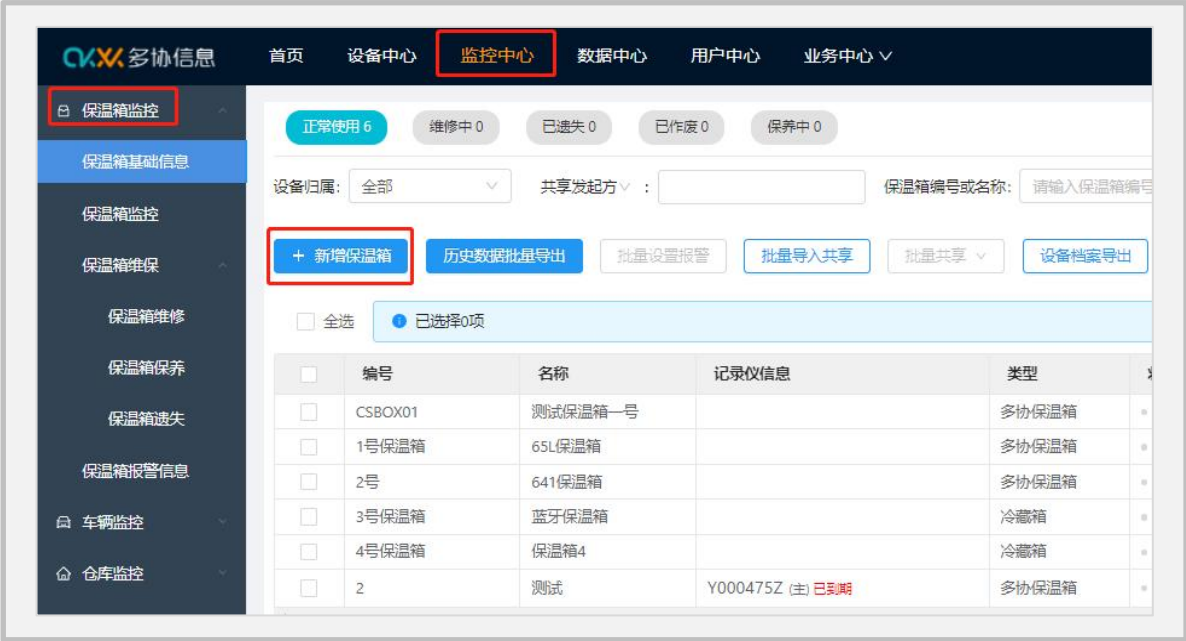 多协信息 首页 设备中心 监控中心 数据中心 用户中心 业务中心
保温箱监控
保温箱基础信息
保温箱监控
保温箱维保
保温箱维修
保温箱保养
保温箱遗失
保温箱报警信息
车辆监控
仓库监控
正常使用 6 维修中 0 已遗失 0 已作废 0 保养中 0
设备归属: 全部 共享发起方 : 保温箱编号或名称: 请输入保温箱编号
+ 新增保温箱 历史数据批量导出 批量设置报警 批量导入共享 批量共享 设备档案导出
全选 已选择0项
编号 名称 记录仪信息 类型
CSBOX01 测试保温箱一号 多协保温箱
1号保温箱 65L保温箱 多协保温箱
2号 641保温箱 多协保温箱
3号保温箱 蓝牙保温箱 冷藏箱
4号保温箱 保温箱4 冷藏箱
2 测试 Y000475Z (主) 已到期 多协保温箱